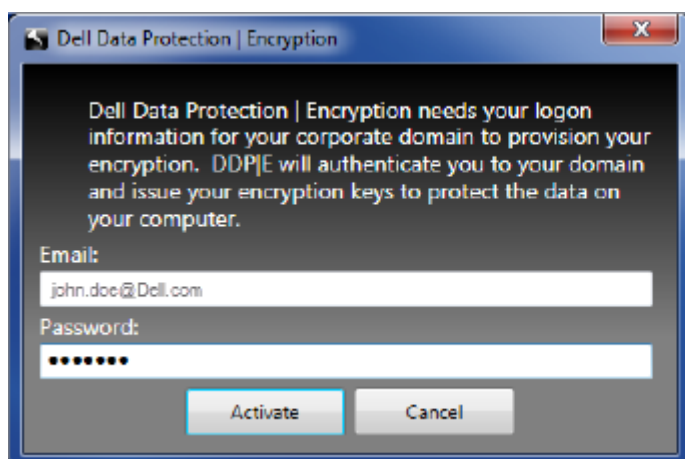 Dell Data Protection | Encryption
Dell Data Protection | Encryption needs your logon
information for your corporate domain to provision your
encryption.  DDP|E will authenticate you to your domain
and issue your encryption keys to protect the data on
your computer.
Email:
john.doe@Dell.com
Password:
•••••••
Activate
Cancel